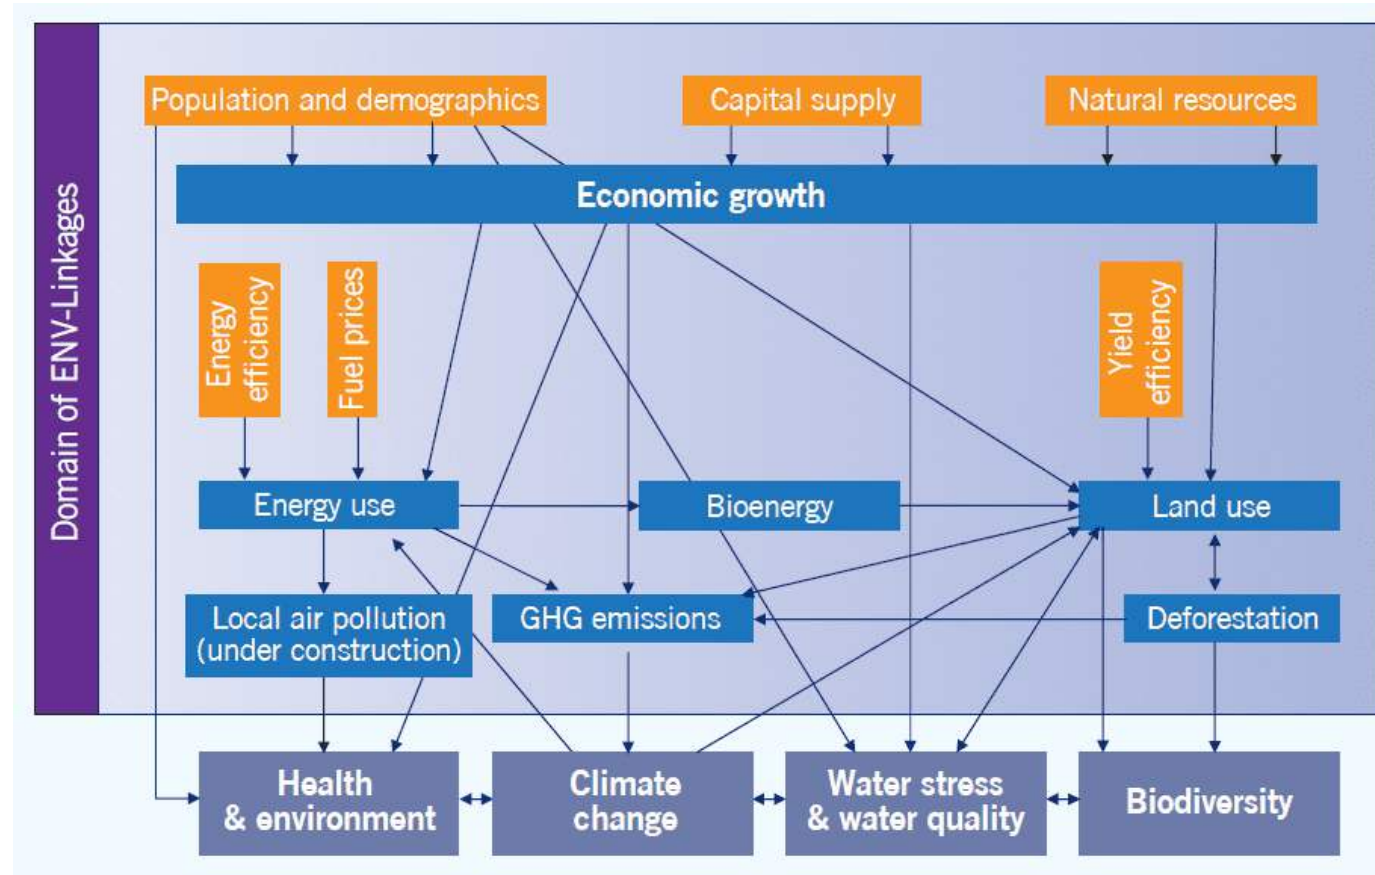 Domain of ENV-Linkages
Population and demographics
Capital supply
Natural resources
Economic growth
Energy
efficiency
Fuel prices
Yield
efficiency
Energy use
Bioenergy
Land use
Local air pollution
(under construction)
GHG emissions
Deforestation
Health
& environment
Climate
change
Water stress
& water quality
Biodiversity